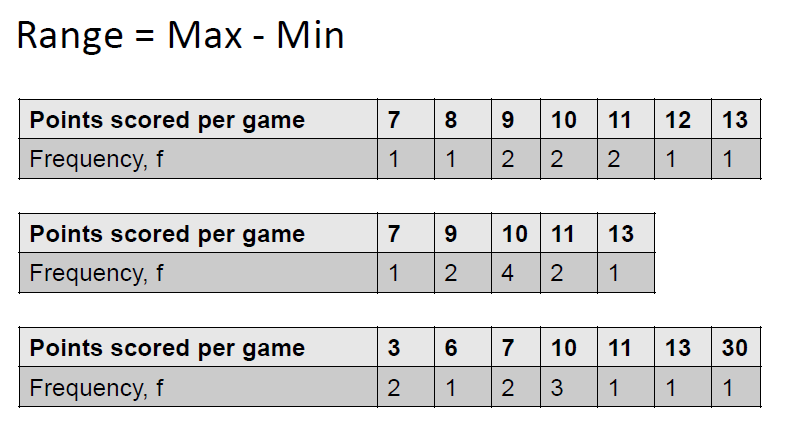 Range = Max - Min
Points scored per game 7 8 9 10 11 12 13
Frequency, f 1 1 2 2 2 1 1
Points scored per game 7 9 10 11 13
Frequency, f 1 2 4 2 1
Points scored per game 3 6 7 10 11 13 30
Frequency, f 2 1 2 3 1 1 1